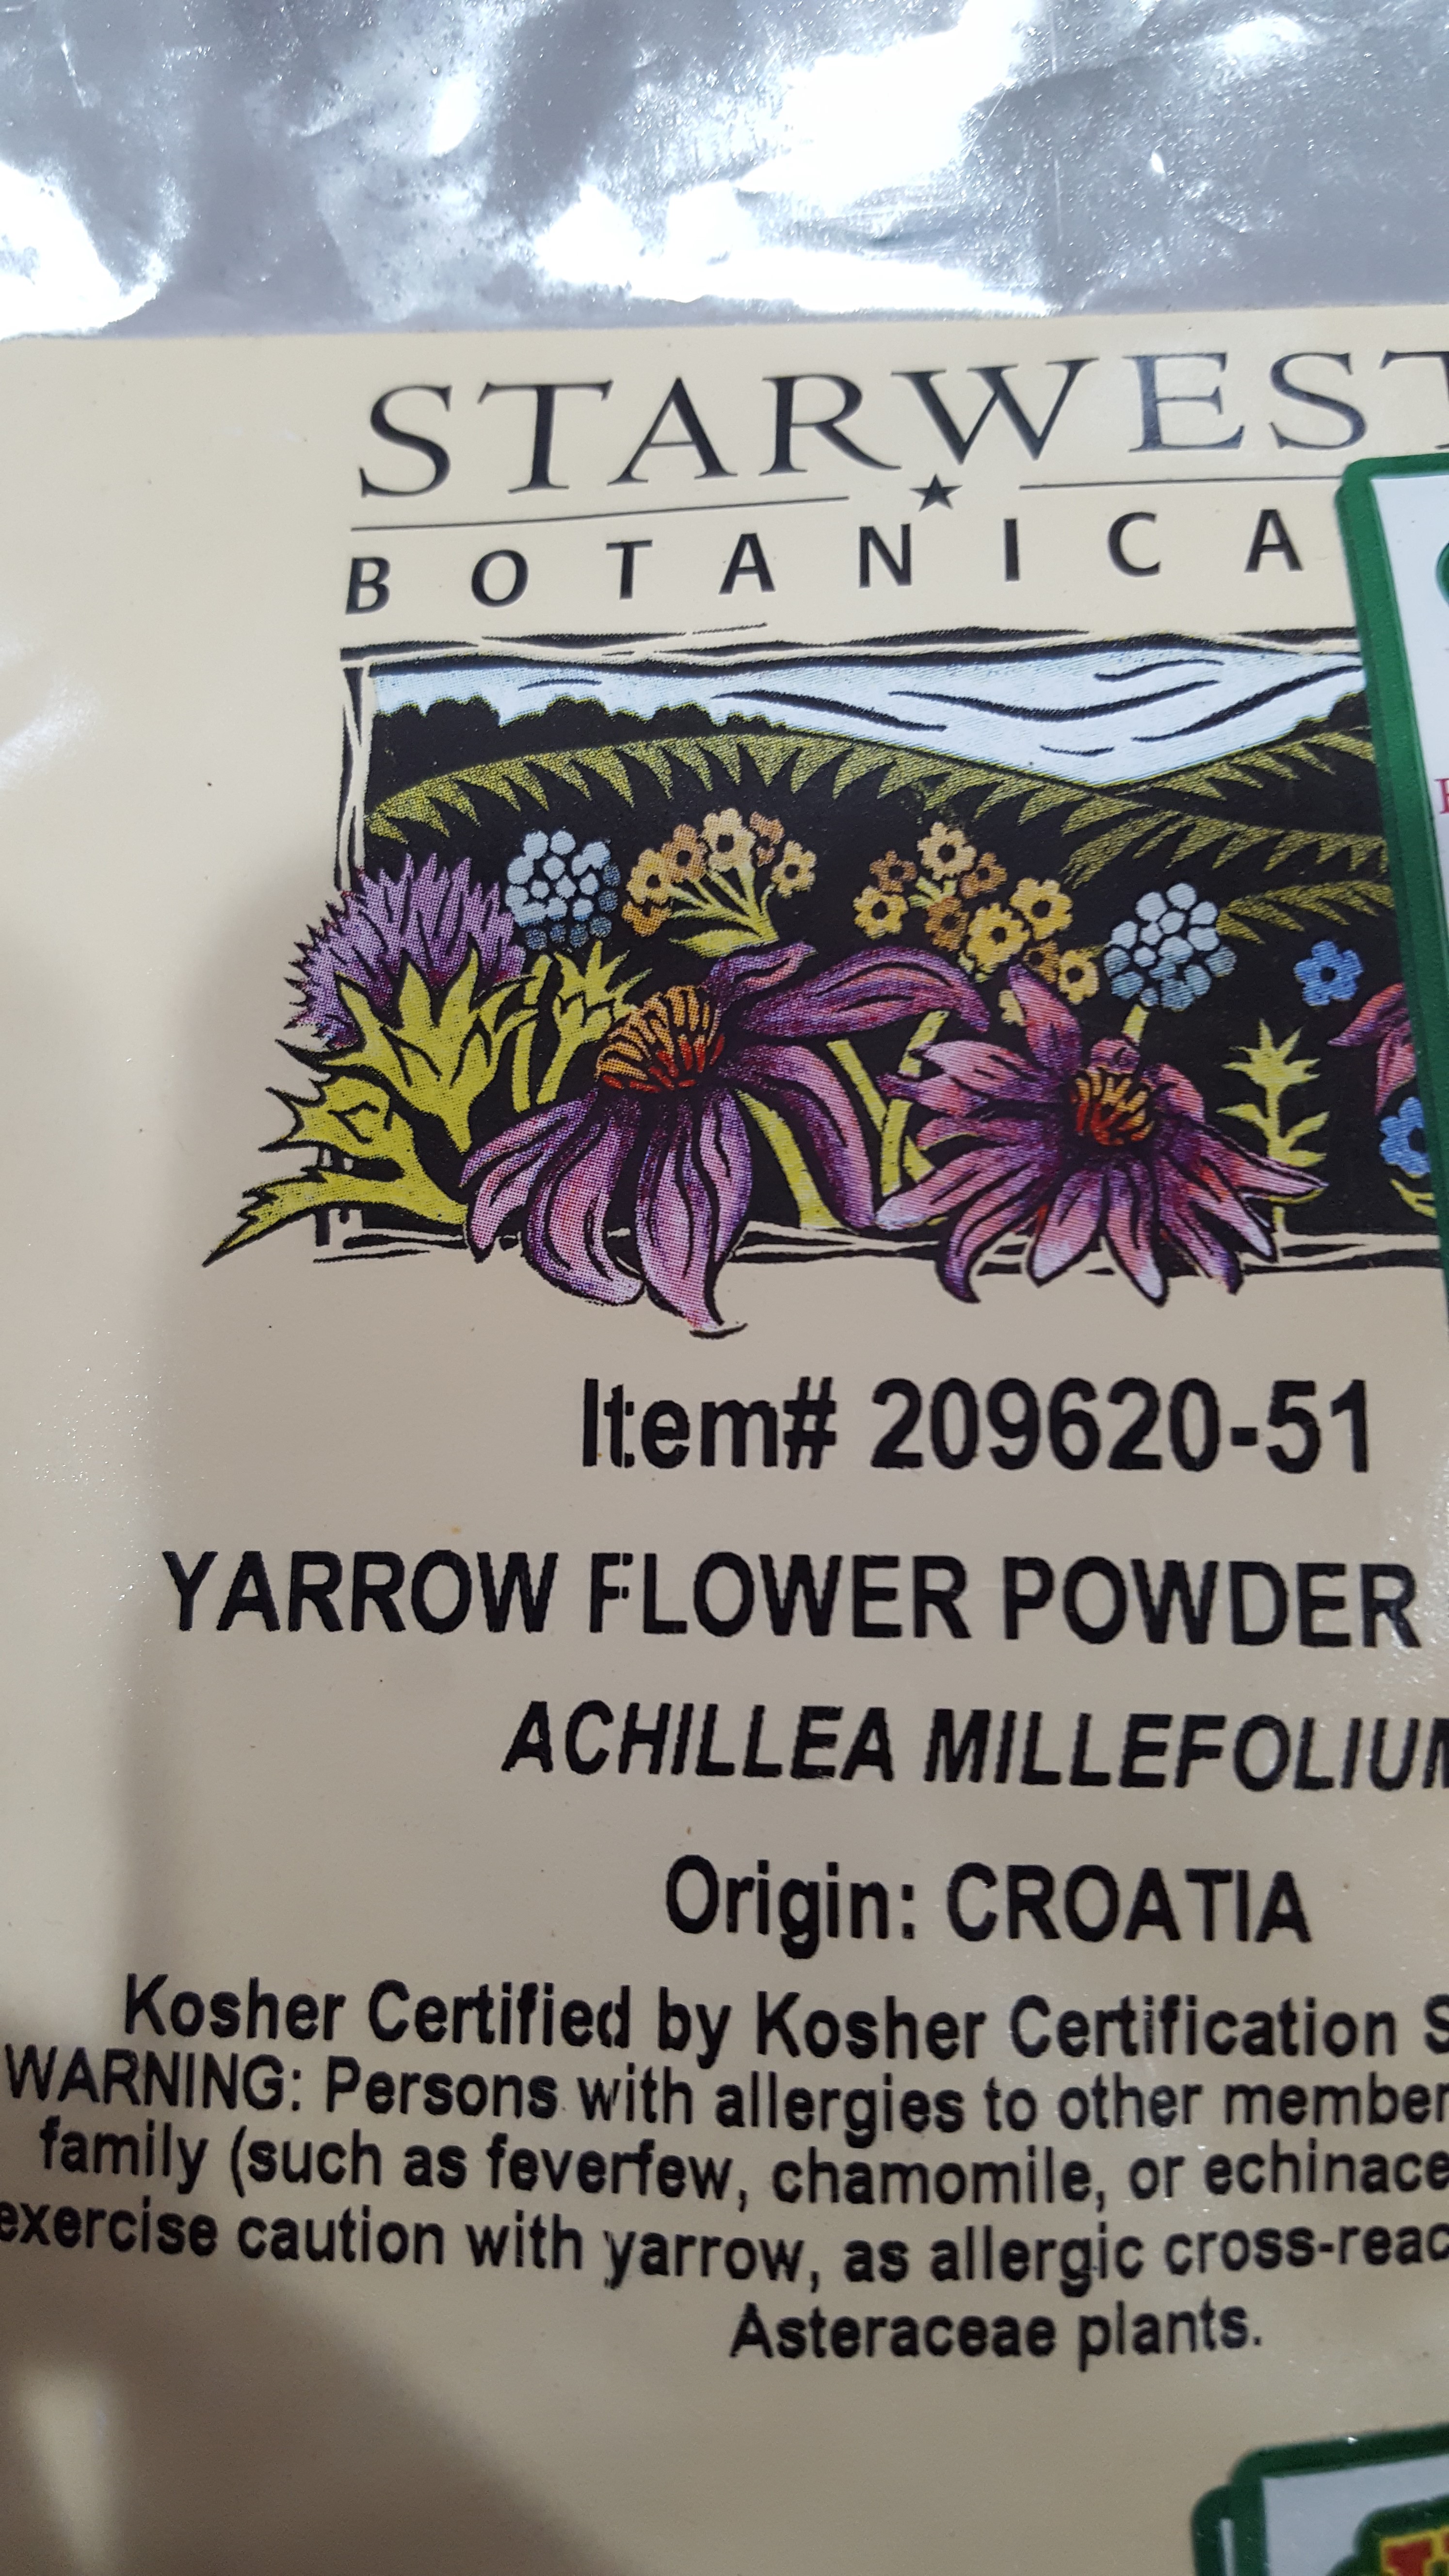 STARWEST
BOTANICA
Item# 209620-51
YARROW FLOWER POWDER
ACHILLEA MILLEFOLIUM
Origin: CROATIA
Kosher Certified by Kosher Certification S
WARNING: Persons with allergies to other member
family (such as feverfew, chamomile, or echinace
exercise caution with yarrow, as allergic cross-reac
Asteraceae plants.